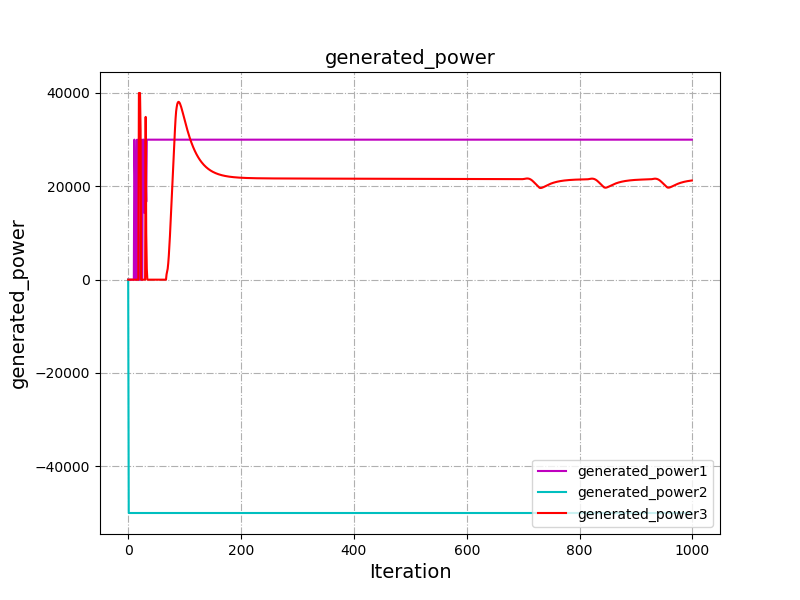 generated_power
generated_power
40000
20000
0
−20000
−40000
0 200 400 600 800 1000
Iteration
generated_power1
generated_power2
generated_power3